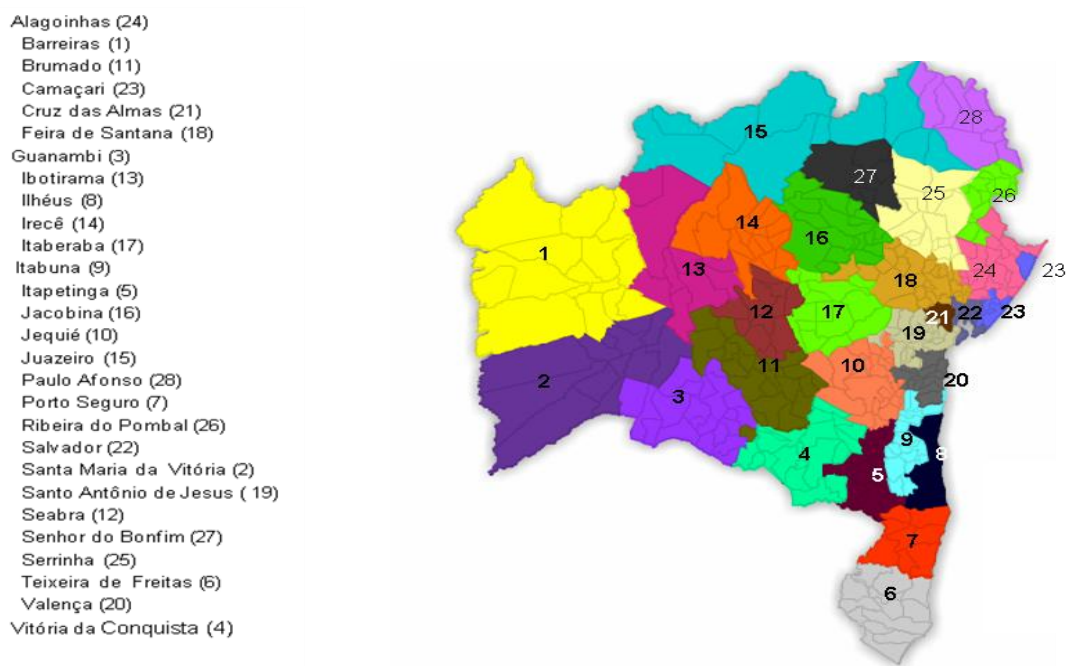 Alagoinhas (24)
Barreiras (1)
Brumado (11)
Camaçari (23)
Cruz das Almas (21)
Feira de Santana (18)
Guanambi (3)
Ibotirama (13)
Ilhéus (8)
Irecê (14)
Itaberaba (17)
Itabuna (9)
Itapetinga (5)
Jacobina (16)
Jequié (10)
Juazeiro (15)
Paulo Afonso (28)
Porto Seguro (7)
Ribeira do Pombal (26)
Salvador (22)
Santa Maria da Vitória (2)
Santo Antônio de Jesus ( 19)
Seabra (12)
Senhor do Bonfim (27)
Serrinha (25)
Teixeira de Freitas (6)
Valença (20)
Vitória da Conquista (4)
28
15
27
25
26
14
16
1
13
24
23
18
12
17
21
22
23
19
11
10
20
2
3
9
4
8
5
7
6